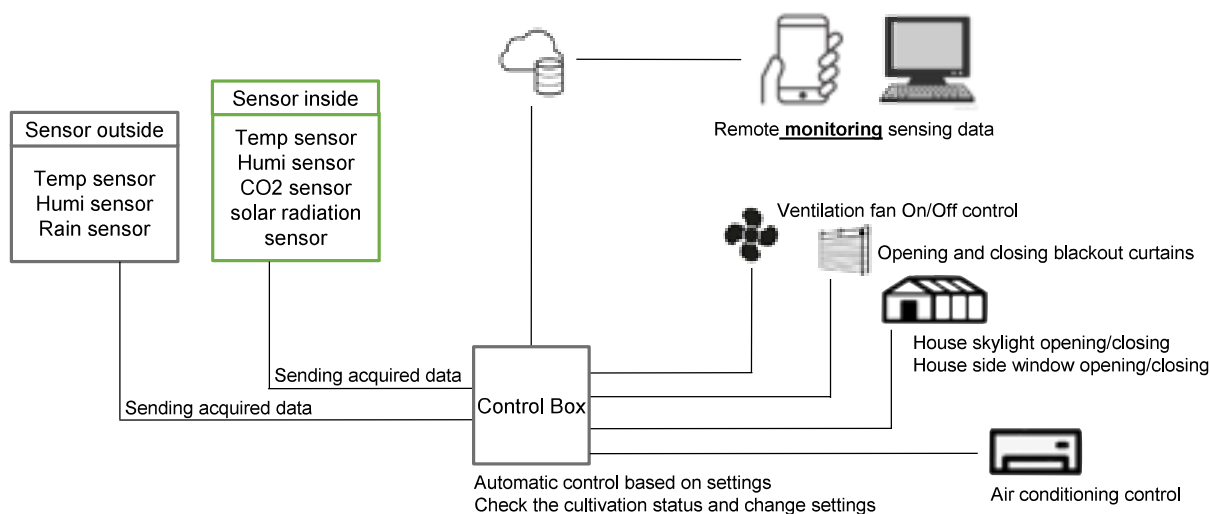 Sensor inside
Temp sensor
Humi sensor
CO2 sensor
solar radiation
sensor
Sensor outside
Temp sensor
Humi sensor
Rain sensor
Remote monitoring sensing data
Ventilation fan On/Off control
Opening and closing blackout curtains
House skylight opening/closing
House side window opening/closing
Sending acquired data
Sending acquired data
Control Box
Automatic control based on settings
Check the cultivation status and change settings
Air conditioning control